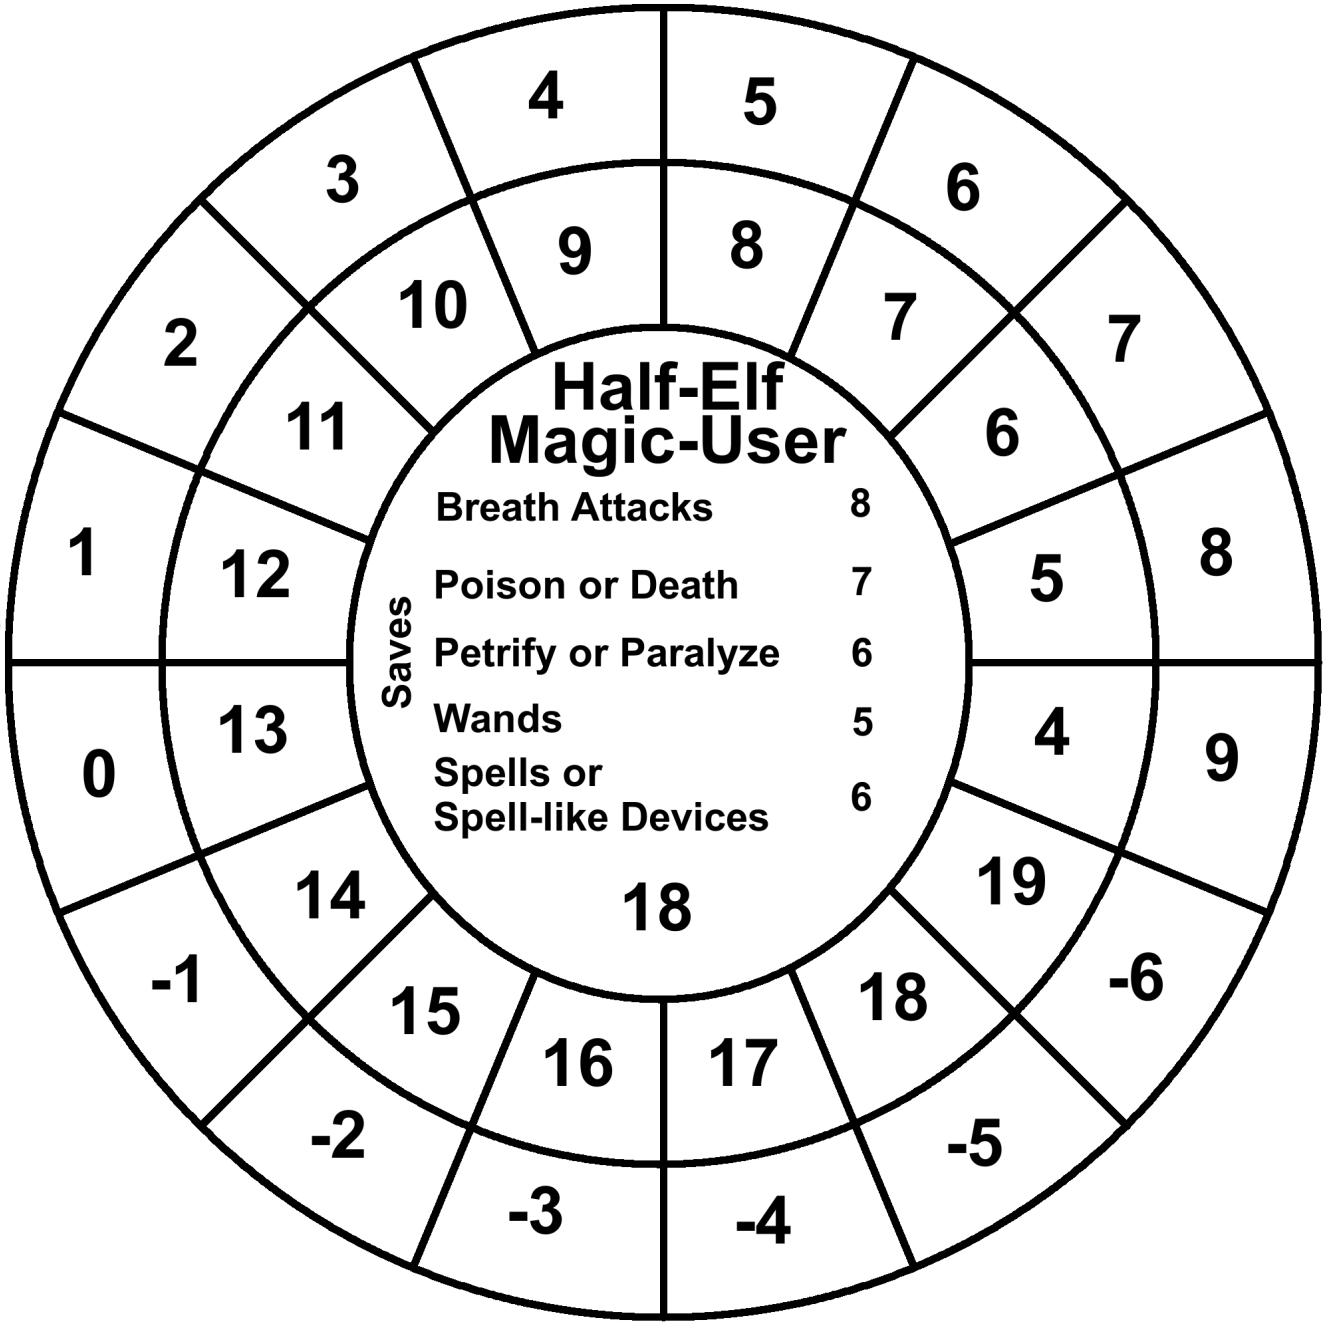 4 5
3 6
9 8
10 7
2 7
11 6
Half-Elf
Magic-User
Breath Attacks 8
1 8
12 5
Poison or Death 7
Saves
Petrify or Paralyze 6
Wands 5
13 4
0 9
Spells or
Spell-like Devices 6
14 19
18
-1 -6
15 18
16 17
-2 -5
-3 -4